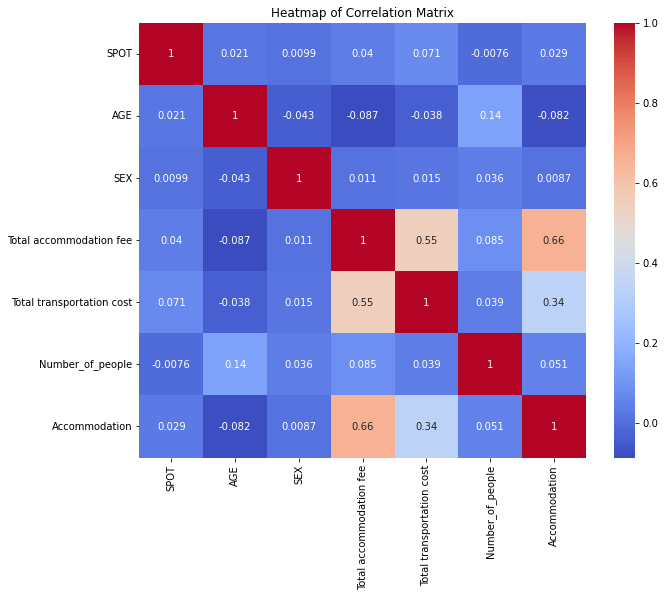 Heatmap of Correlation Matrix
SPOT 1 0.021 0.0099 0.04 0.071 -0.0076 0.029
AGE 0.021 1 -0.043 -0.087 -0.038 0.14 -0.082
SEX 0.0099 -0.043 1 0.011 0.015 0.036 0.0087
Total accommodation fee 0.04 -0.087 0.011 1 0.55 0.085 0.66
Total transportation cost 0.071 -0.038 0.015 0.55 1 0.039 0.34
Number_of_people -0.0076 0.14 0.036 0.085 0.039 1 0.051
Accommodation 0.029 -0.082 0.0087 0.66 0.34 0.051 1
SPOT
AGE
SEX
Total accommodation fee
Total transportation cost
Number_of_people
Accommodation
1.0
0.8
0.6
0.4
0.2
0.0